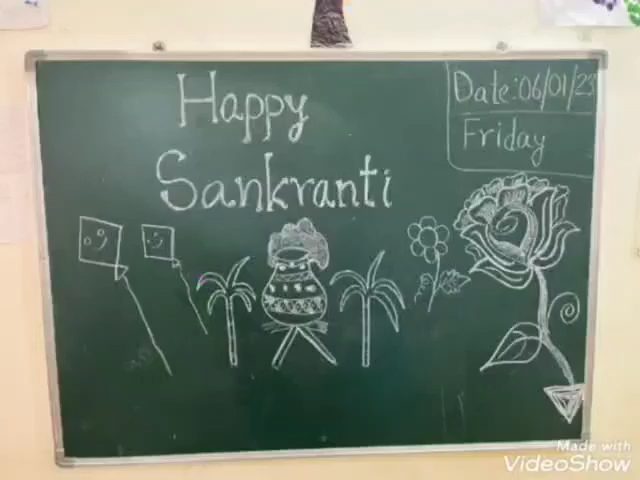 Happy
Sankranti
Date:06/01/23
Friday
Made with
VideoShow